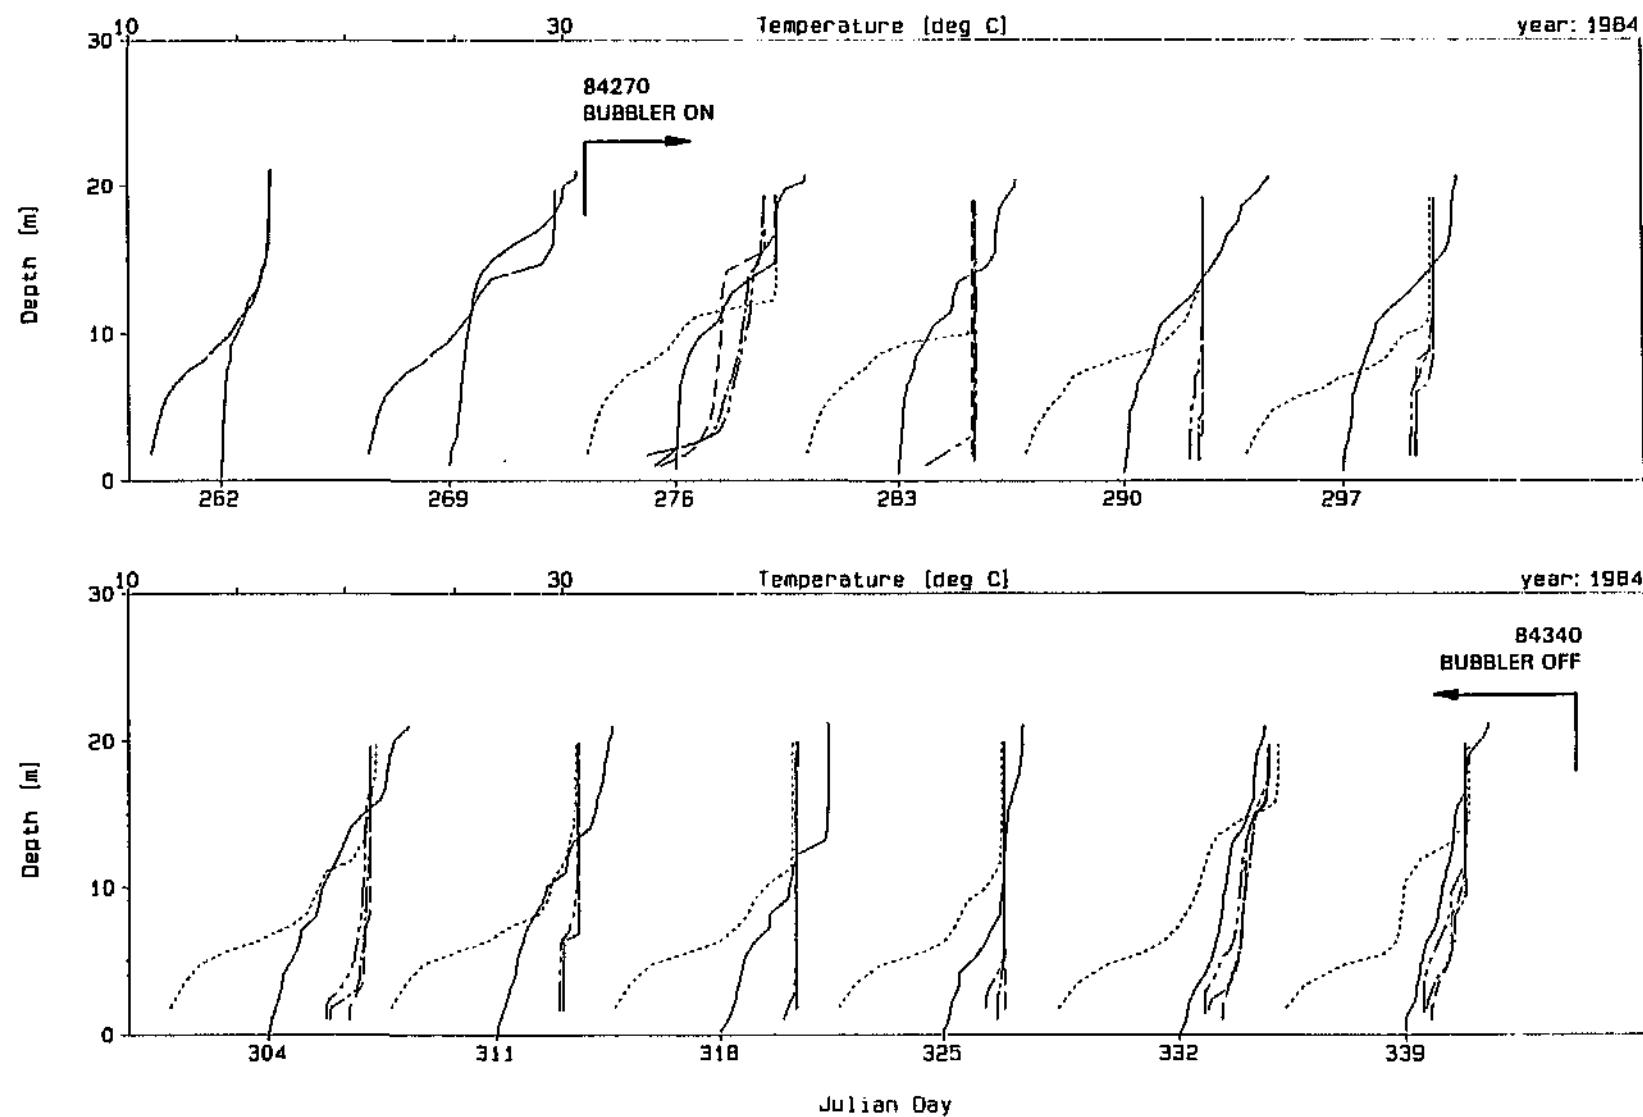 10 30 Temperature (deg C) year: 1984
30
84270
BUBBLER ON
20
Depth (m)
10
0
262 269 276 283 290 297
10 30 Temperature (deg C) year: 1984
30
84340
BUBBLER OFF
20
Depth (m)
10
0
304 311 318 325 332 339
Julian Day